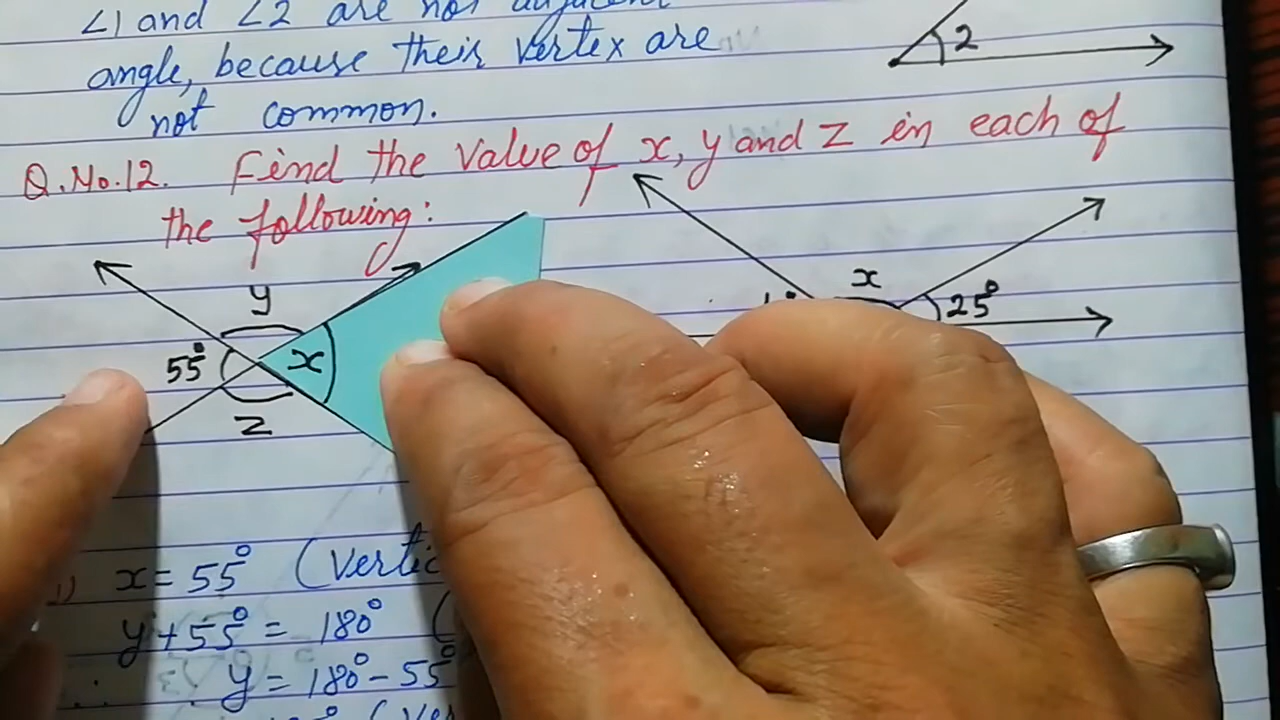 ∠1 and ∠2 are not adjacent
angle, because their vertex are
not common.
2
Q.No.12. Find the value of x, y and z in each of
the following:
y
55°
x
z
x
25°
x = 55°
y + 55° = 180°
y = 180° - 55°